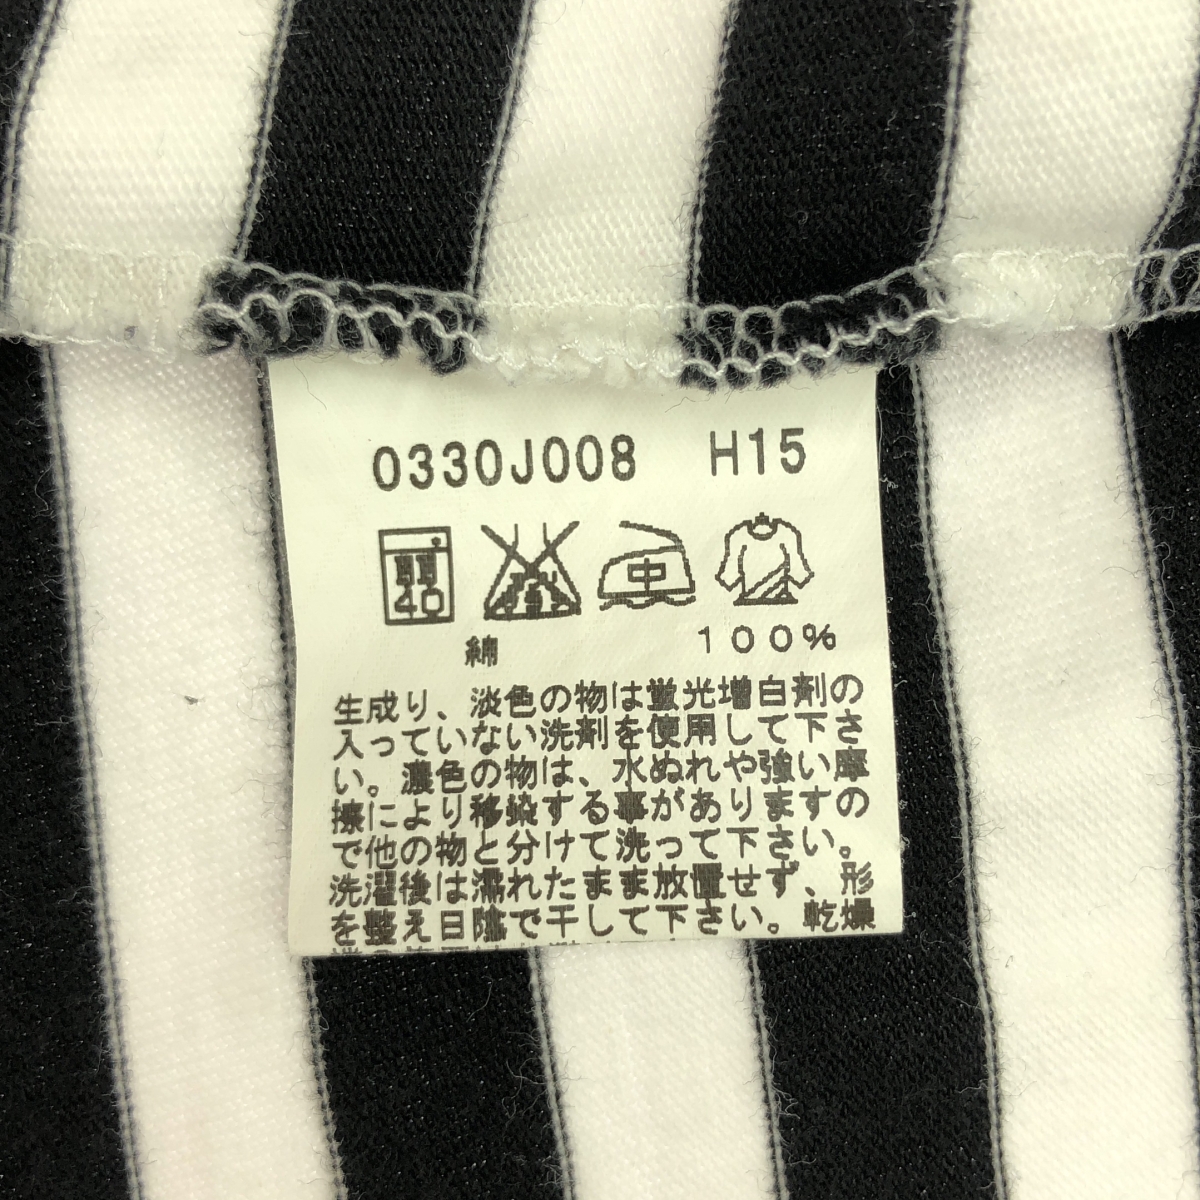 0330J008 H15
40 中
綿 100%
生成り、淡色の物は蛍光増白剤の
入っていない洗剤を使用して下さ
い。濃色の物は、水ぬれや強い摩
擦により移染する事がありますの
で他の物と分けて洗って下さい。
洗濯後は濡れたまま放置せず、形
を整え日陰で干して下さい。乾燥